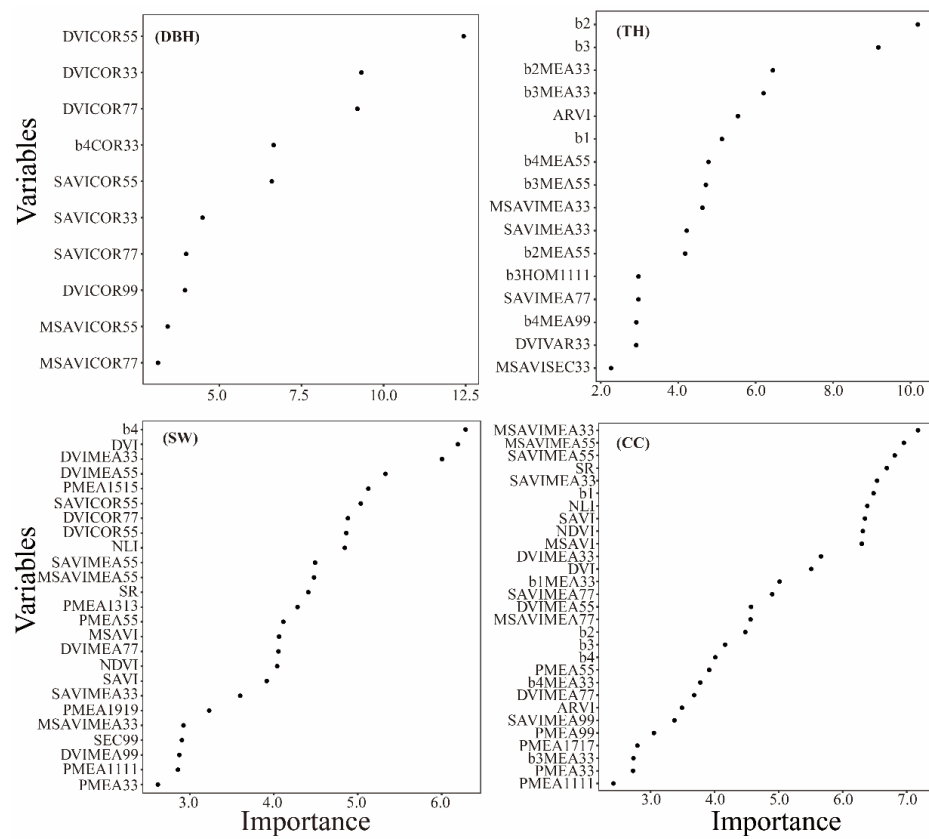 (DBH)
DVICOR55
DVICOR33
DVICOR77
b4COR33
SAVICOR55
SAVICOR33
SAVICOR77
DVICOR99
MSAVICOR55
MSAVICOR77
5.0 7.5 10.0 12.5
Variables
(TH)
b2
b3
b2MEA33
b3MEA33
ARVI
b1
b4MEA55
b3MEA55
MSAVIMEA33
SAVIMEA33
b2MEA55
b3HOM1111
SAVIMEA77
b4MEA99
DVIVAR33
MSAVISEC33
2.0 4.0 6.0 8.0 10.0
(SW)
b4
DVI
DVIMEA33
DVIMEA55
PMEA1515
SAVICOR55
DVICOR77
DVICOR55
NLI
SAVIMEA55
MSAVIMEA55
SR
PMEA1313
PMEA55
MSAVI
DVIMEA77
NDVI
SAVI
SAVIMEA33
PMEA1919
MSAVIMEA33
SEC99
DVIMEA99
PMEA1111
PMEA33
3.0 4.0 5.0 6.0
Variables
Importance
(CC)
MSAVIMEA33
MSAVIMEA55
SAVIMEA55
SR
SAVIMEA33
b1
NLI
SAVI
NDVI
MSAVI
DVIMEA33
DVI
b1MEA33
SAVIMEA77
DVIMEA55
MSAVIMEA77
b2
b3
b4
PMEA55
b4MEA33
DVIMEA77
ARVI
SAVIMEA99
PMEA99
PMEA1717
b3MEA33
PMEA33
PMEA1111
3.0 4.0 5.0 6.0 7.0
Importance